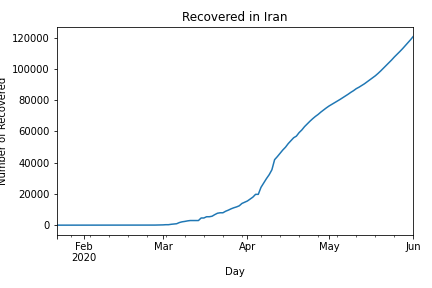 Recovered in Iran
120000
100000
80000
60000
40000
20000
0
Number of Recovered
Feb
2020
Mar
Apr
May
Jun
Day